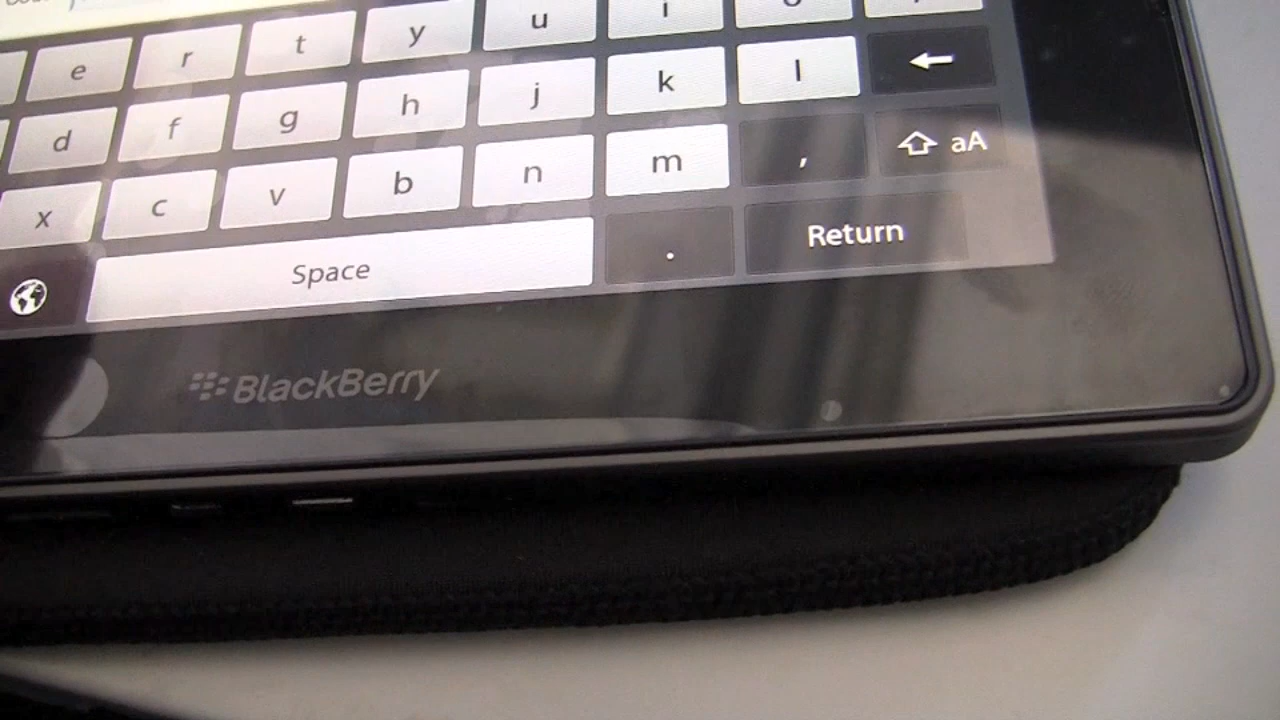 e r t y u i
d f g h j k l
x c v b n m , aA
Space . Return
BlackBerry